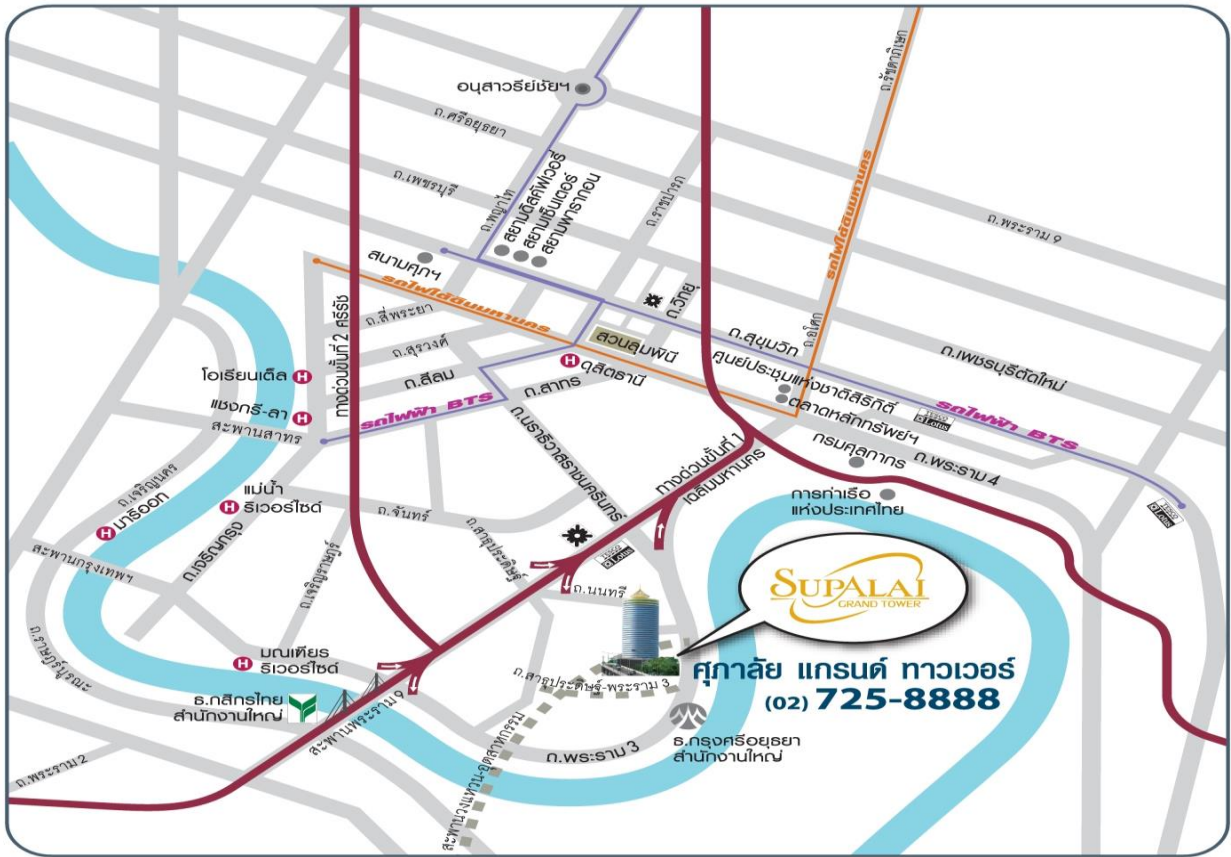 อนุสาวรีย์ชัยฯ
ถ.รัชดาภิเษก
ถ.ศรีอยุธยา
ถ.เพชรบุรี
ถ.พญาไท
สยามดิสคัฟเวอรี่
สยามเซ็นเตอร์
สยามพารากอน
ถ.ราชปรารภ
ถ.พระราม 9
รถไฟใต้ดินมหานคร
สนามศุภฯ
รถไฟใต้ดินมหานคร
ถ.วิทยุ
ถ.อโศก
ถ.สี่พระยา
ทางด่วนขั้นที่ 2 ศรีรัช
ถ.สุรวงศ์
สวนลุมพินี
ถ.สุขุมวิท
ถ.เพชรบุรีตัดใหม่
โอเรียนเต็ล H
ถ.สีลม
H ดุสิตธานี
ศูนย์ประชุมแห่งชาติสิริกิติ์
แชงกรี-ลา H
รถไฟฟ้า BTS
ถ.สาทร
ตลาดหลักทรัพย์ฯ
TESCO
Lotus
รถไฟฟ้า BTS
สะพานสาทร
ถ.นราธิวาสราชนครินทร์
กรมศุลกากร
ถ.พระราม 4
ทางด่วนขั้นที่ 1
เฉลิมมหานคร
ถ.เจริญนคร
แม่น้ำ
H ริเวอร์ไซด์
H มาริออท
ถ.จันทร์
การท่าเรือ
แห่งประเทศไทย
TESCO
Lotus
ถ.เจริญกรุง
ถ.เจริญราษฎร์
ถ.สาธุประดิษฐ์
TESCO
Lotus
สะพานกรุงเทพฯ
ถ.นนทรี
SUPALAI
GRAND TOWER
ถ.ราษฎร์บูรณะ
มณเฑียร
H ริเวอร์ไซด์
ศุภาลัย แกรนด์ ทาวเวอร์
(02) 725-8888
ถ.สาธุประดิษฐ์-พระราม 3
ธ.กสิกรไทย
สำนักงานใหญ่
สะพานพระราม 9
ถ.พระราม 3
ธ.กรุงศรีอยุธยา
สำนักงานใหญ่
ถ.พระราม 2
สะพานวงแหวน-อุตสาหกรรม